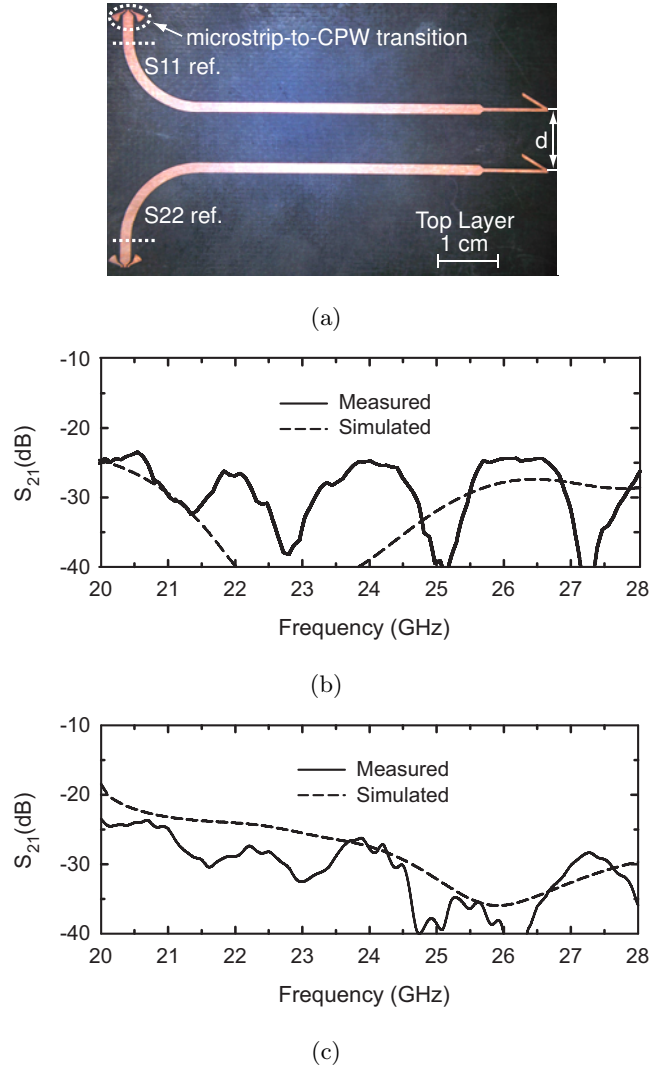 microstrip-to-CPW transition
S11 ref.
d
S22 ref.
Top Layer
1 cm
(a)
-10
-20
-30
-40
S21(dB)
Measured
Simulated
20 21 22 23 24 25 26 27 28
Frequency (GHz)
(b)
-10
-20
-30
-40
S21(dB)
Measured
Simulated
20 21 22 23 24 25 26 27 28
Frequency (GHz)
(c)